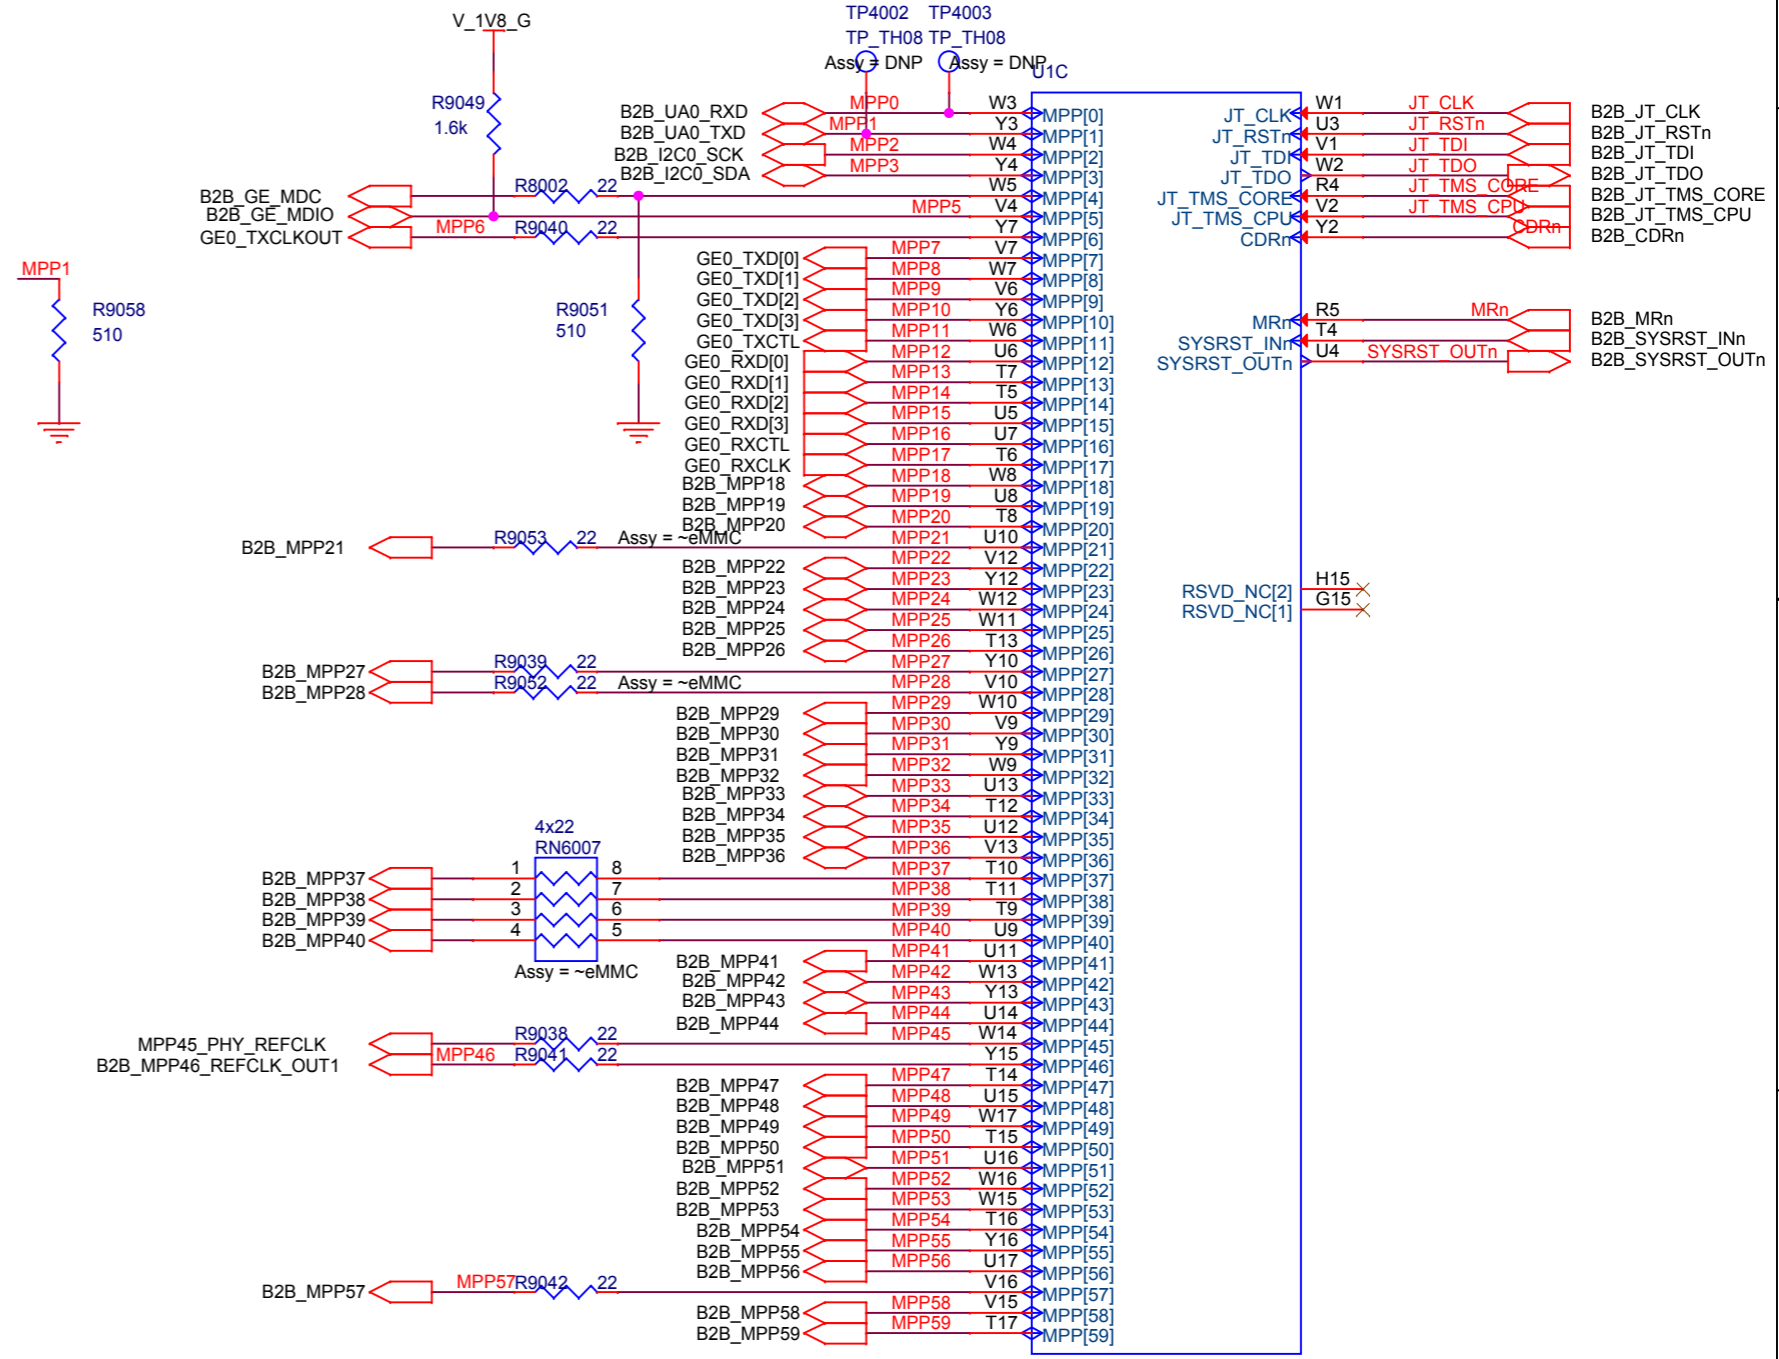 V_1V8_G
TP4002 TP4003
TP_TH08 TP_TH08
Assy = DNP Assy = DNP
U1C
R9049
1.6k
B2B_UA0_RXD MPP0 W3 MPP[0] JT_CLK W1 JT_CLK B2B_JT_CLK
B2B_UA0_TXD MPP1 Y3 MPP[1] JT_RSTn U3 JT_RSTn B2B_JT_RSTn
B2B_I2C0_SCK MPP2 W4 MPP[2] JT_TDI V1 JT_TDI B2B_JT_TDI
B2B_I2C0_SDA MPP3 Y4 MPP[3] JT_TDO W2 JT_TDO B2B_JT_TDO
B2B_GE_MDC R8002 22 W5 MPP[4] JT_TMS_CORE R4 JT_TMS_CORE B2B_JT_TMS_CORE
B2B_GE_MDIO MPP5 V4 MPP[5] JT_TMS_CPU V2 JT_TMS_CPU B2B_JT_TMS_CPU
GE0_TXCLKOUT MPP6 R9040 22 Y7 MPP[6] CDRn Y2 CDRn B2B_CDRn
GE0_TXD[0] MPP7 V7 MPP[7]
MPP1 GE0_TXD[1] MPP8 W7 MPP[8]
GE0_TXD[2] MPP9 V6 MPP[9]
R9058
510
R9051
510
GE0_TXD[3] MPP10 Y6 MPP[10] MRn R5 MRn B2B_MRn
GE0_TXCTL MPP11 W6 MPP[11] SYSRST_INn T4 B2B_SYSRST_INn
GE0_RXD[0] MPP12 U6 MPP[12] SYSRST_OUTn U4 SYSRST_OUTn B2B_SYSRST_OUTn
GE0_RXD[1] MPP13 T7 MPP[13]
GE0_RXD[2] MPP14 T5 MPP[14]
GE0_RXD[3] MPP15 U5 MPP[15]
GE0_RXCTL MPP16 U7 MPP[16]
GE0_RXCLK MPP17 T6 MPP[17]
B2B_MPP18 MPP18 W8 MPP[18]
B2B_MPP19 MPP19 U8 MPP[19]
B2B_MPP20 MPP20 T8 MPP[20]
B2B_MPP21 R9053 22 Assy = ~eMMC MPP21 U10 MPP[21]
B2B_MPP22 MPP22 V12 MPP[22]
B2B_MPP23 MPP23 Y12 MPP[23] RSVD_NC[2] H15
B2B_MPP24 MPP24 W12 MPP[24] RSVD_NC[1] G15
B2B_MPP25 MPP25 W11 MPP[25]
B2B_MPP26 MPP26 T13 MPP[26]
B2B_MPP27 R9039 22 MPP27 Y10 MPP[27]
B2B_MPP28 R9052 22 Assy = ~eMMC MPP28 V10 MPP[28]
B2B_MPP29 MPP29 W10 MPP[29]
B2B_MPP30 MPP30 V9 MPP[30]
B2B_MPP31 MPP31 Y9 MPP[31]
B2B_MPP32 MPP32 W9 MPP[32]
B2B_MPP33 MPP33 U13 MPP[33]
B2B_MPP34 MPP34 T12 MPP[34]
B2B_MPP35 MPP35 U12 MPP[35]
B2B_MPP36 MPP36 V13 MPP[36]
4x22
RN6007
B2B_MPP37 1 8 MPP37 T10 MPP[37]
B2B_MPP38 2 7 MPP38 T11 MPP[38]
B2B_MPP39 3 6 MPP39 T9 MPP[39]
B2B_MPP40 4 5 MPP40 U9 MPP[40]
Assy = ~eMMC
B2B_MPP41 MPP41 U11 MPP[41]
B2B_MPP42 MPP42 W13 MPP[42]
B2B_MPP43 MPP43 Y13 MPP[43]
B2B_MPP44 MPP44 U14 MPP[44]
MPP45_PHY_REFCLK R9038 22 MPP45 W14 MPP[45]
B2B_MPP46_REFCLK_OUT1 MPP46 R9041 22 Y15 MPP[46]
B2B_MPP47 MPP47 T14 MPP[47]
B2B_MPP48 MPP48 U15 MPP[48]
B2B_MPP49 MPP49 W17 MPP[49]
B2B_MPP50 MPP50 T15 MPP[50]
B2B_MPP51 MPP51 U16 MPP[51]
B2B_MPP52 MPP52 W16 MPP[52]
B2B_MPP53 MPP53 W15 MPP[53]
B2B_MPP54 MPP54 T16 MPP[54]
B2B_MPP55 MPP55 Y16 MPP[55]
B2B_MPP56 MPP56 U17 MPP[56]
B2B_MPP57 MPP57 R9042 22 V16 MPP[57]
B2B_MPP58 MPP58 V15 MPP[58]
B2B_MPP59 MPP59 T17 MPP[59]